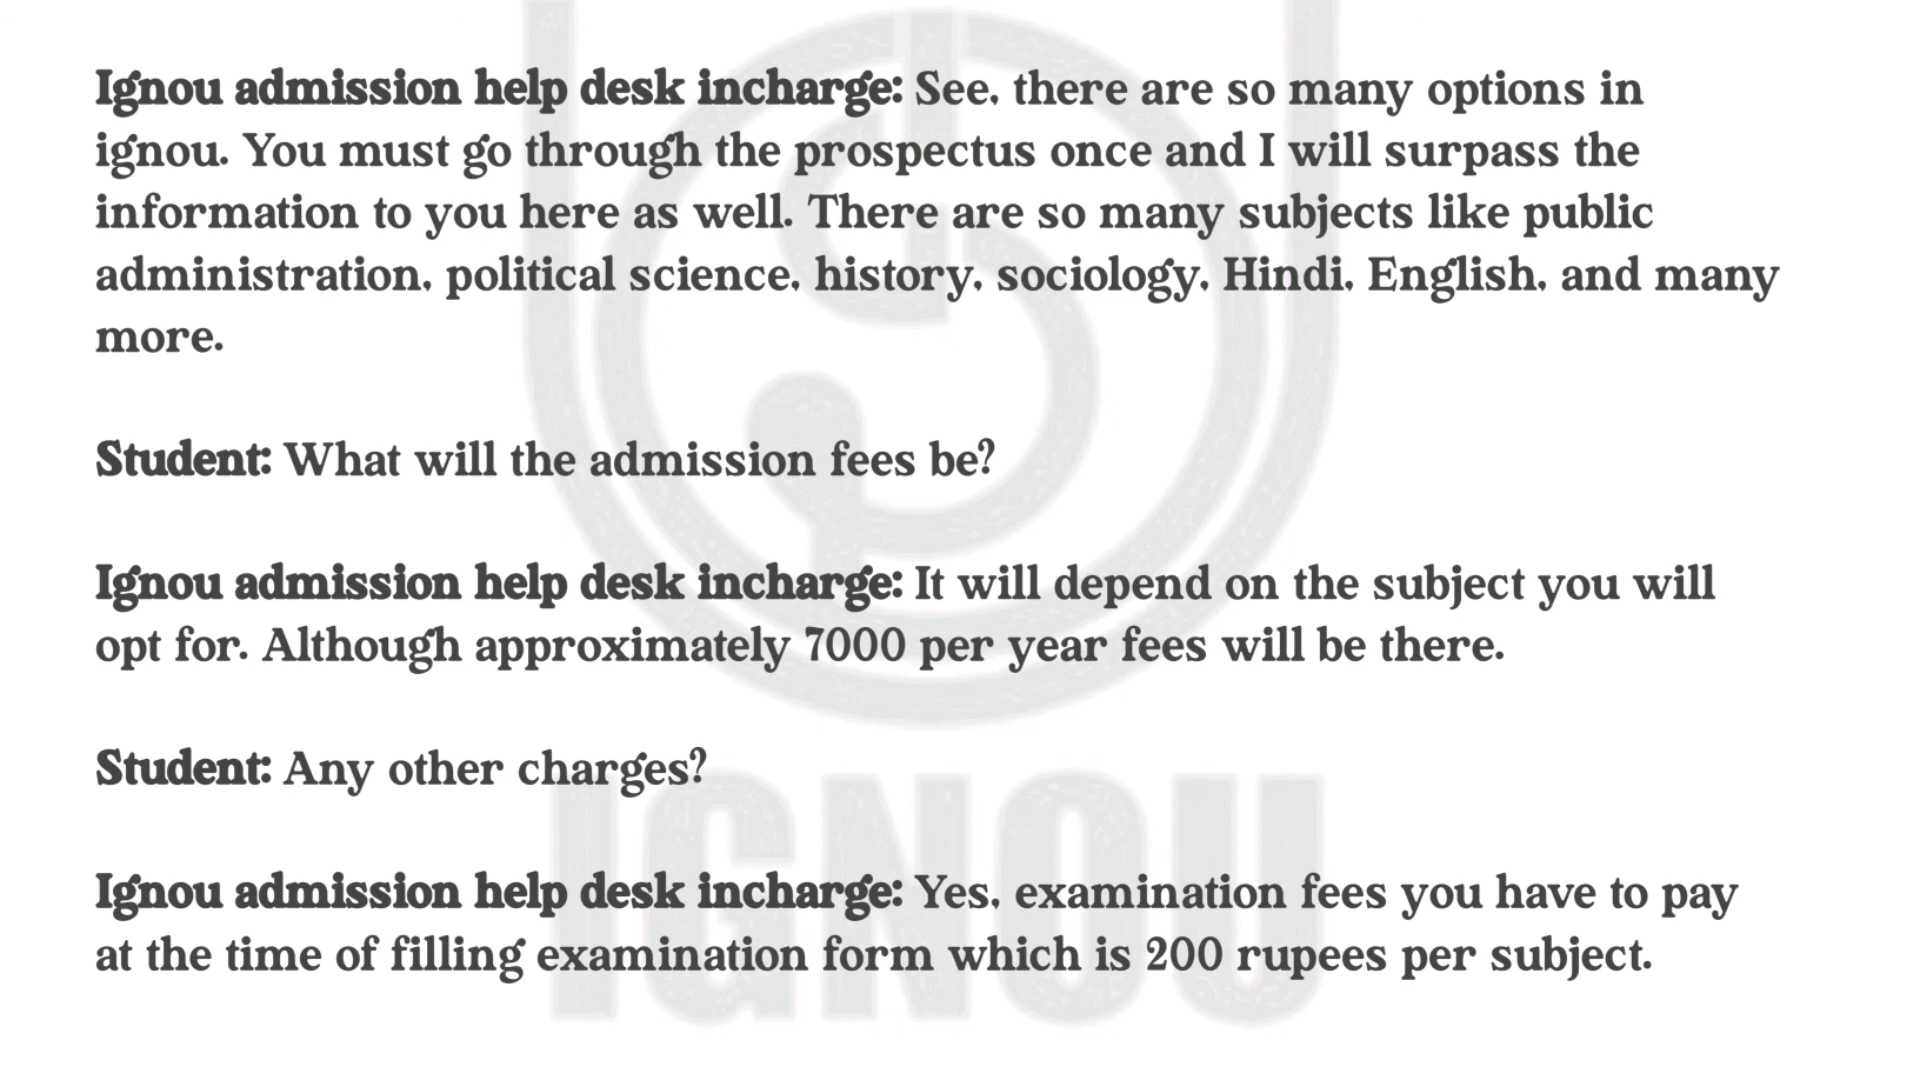 Ignou admission help desk incharge: See, there are so many options in
ignou. You must go through the prospectus once and I will surpass the
information to you here as well. There are so many subjects like public
administration, political science, history, sociology, Hindi, English, and many
more.
Student: What will the admission fees be?
Ignou admission help desk incharge: It will depend on the subject you will
opt for. Although approximately 7000 per year fees will be there.
Student: Any other charges?
Ignou admission help desk incharge: Yes, examination fees you have to pay
at the time of filling examination form which is 200 rupees per subject.
IGNOU